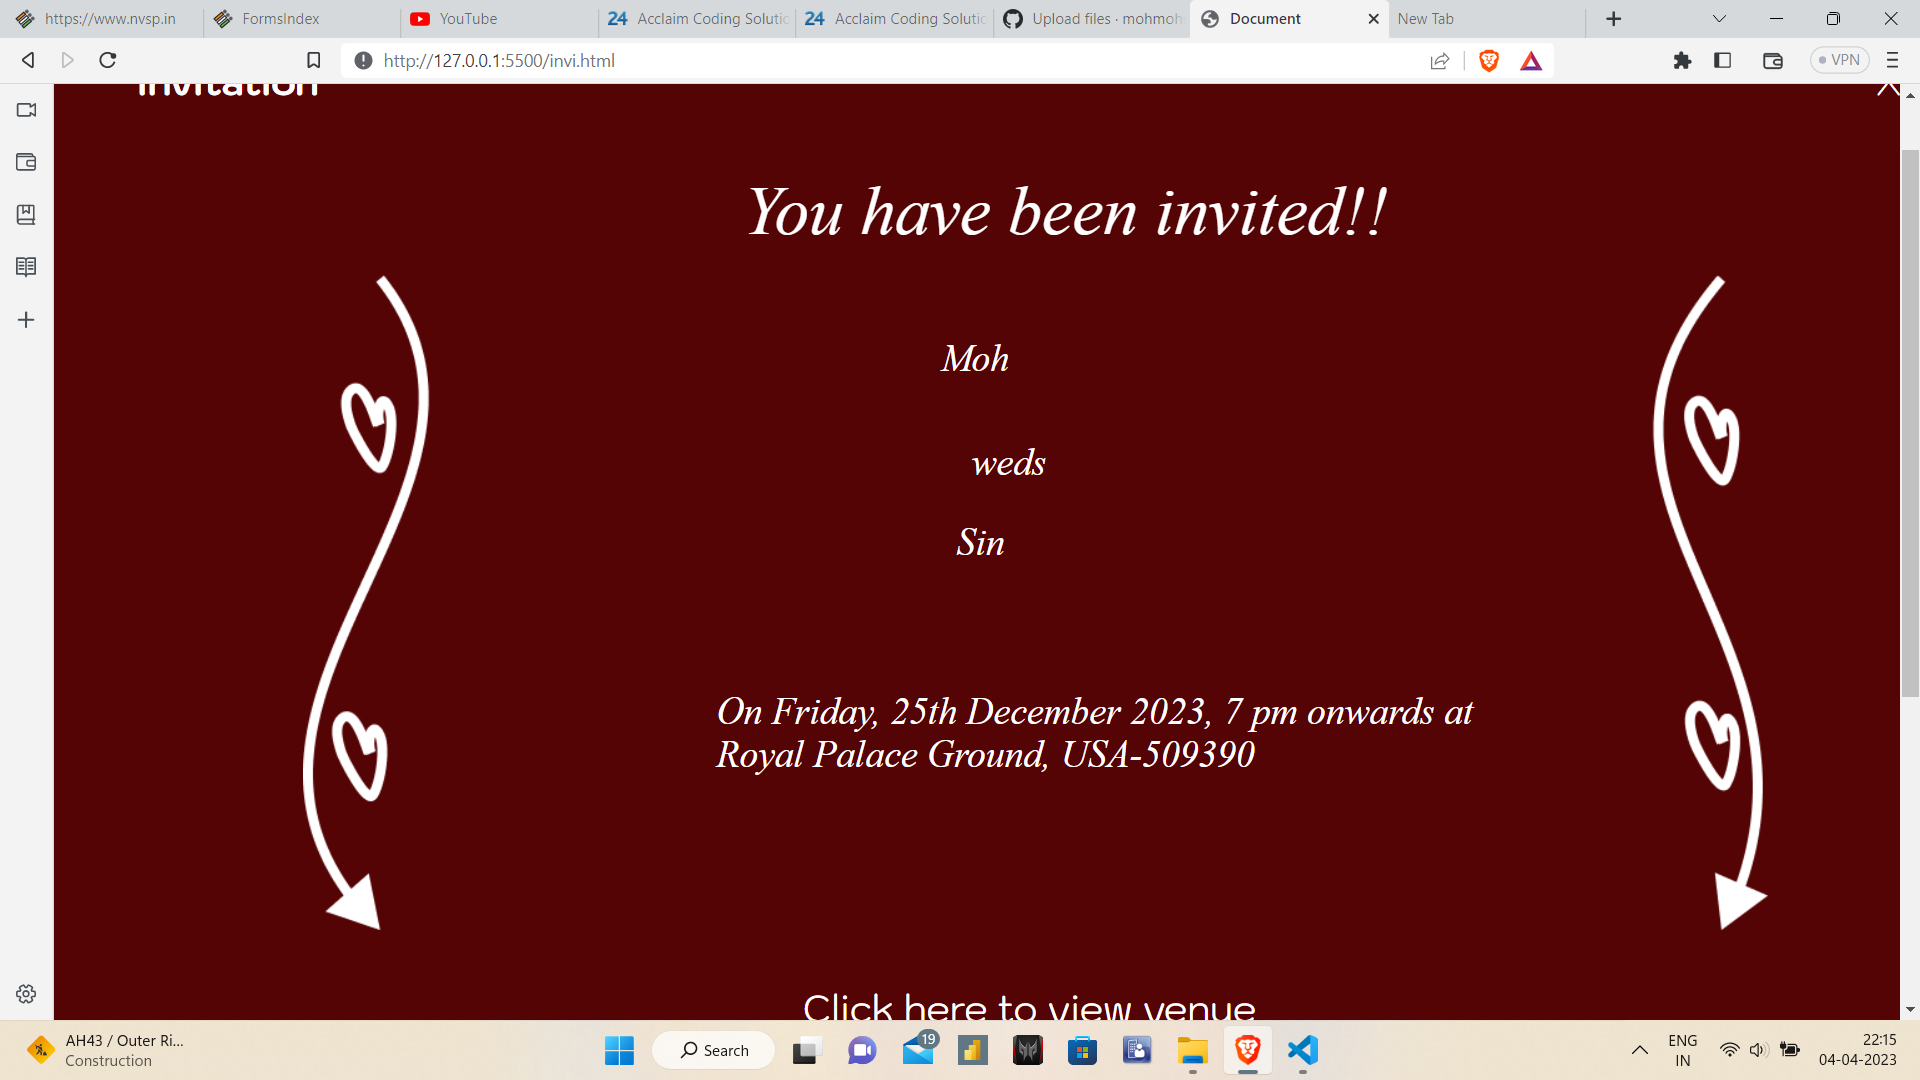 https://www.nvsp.in
FormsIndex
YouTube
24 Acclaim Coding Solutio
24 Acclaim Coding Solutio
Upload files · mohmoh
Document
New Tab
http://127.0.0.1:5500/invi.html
VPN
Invitation
X
You have been invited!!
Moh
weds
Sin
On Friday, 25th December 2023, 7 pm onwards at
Royal Palace Ground, USA-509390
Click here to view venue
AH43 / Outer Ri...
Construction
Search
19
ENG
IN
22:15
04-04-2023